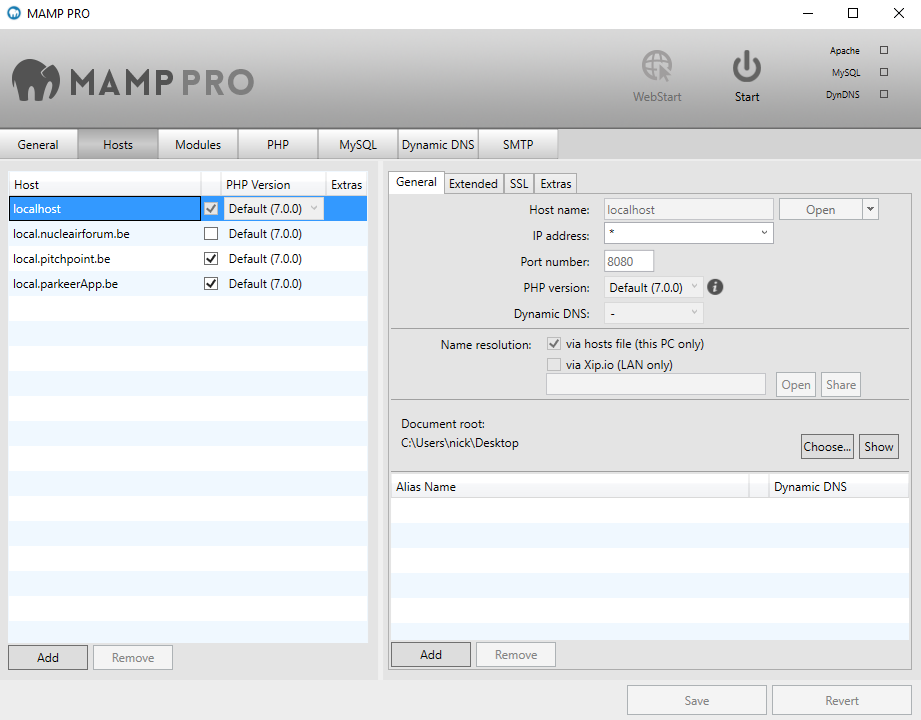 MAMP PRO
MAMP PRO
WebStart
Start
Apache
MySQL
DynDNS
General Hosts Modules PHP MySQL Dynamic DNS SMTP
Host PHP Version Extras
localhost Default (7.0.0)
local.nucleairforum.be Default (7.0.0)
local.pitchpoint.be Default (7.0.0)
local.parkeerApp.be Default (7.0.0)
Add Remove
General Extended SSL Extras
Host name: localhost Open
IP address: *
Port number: 8080
PHP version: Default (7.0.0) i
Dynamic DNS: -
Name resolution: via hosts file (this PC only)
via Xip.io (LAN only)
Open Share
Document root:
C:\Users\nick\Desktop
Choose... Show
Alias Name Dynamic DNS
Add Remove
Save Revert